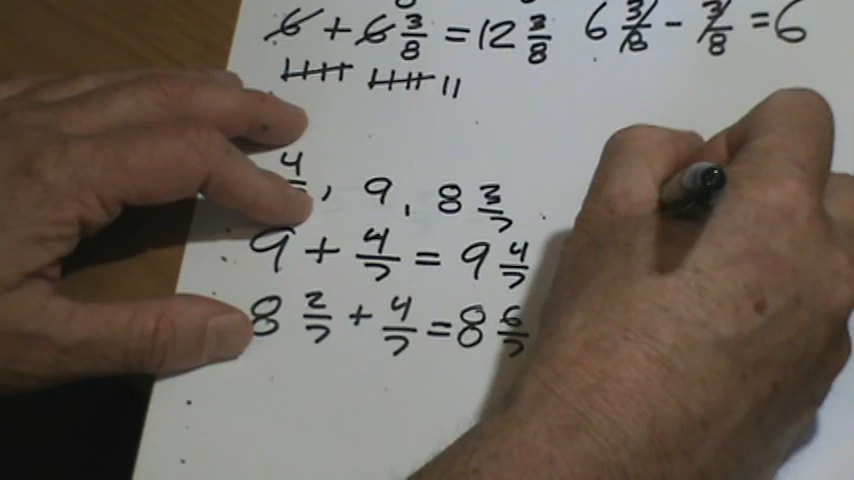 6 + 6 3/8 = 12 3/8 6 3/8 - 3/8 = 6
4/7, 9, 8 3/7
9 + 4/7 = 9 4/7
8 2/7 + 4/7 = 8 6/7